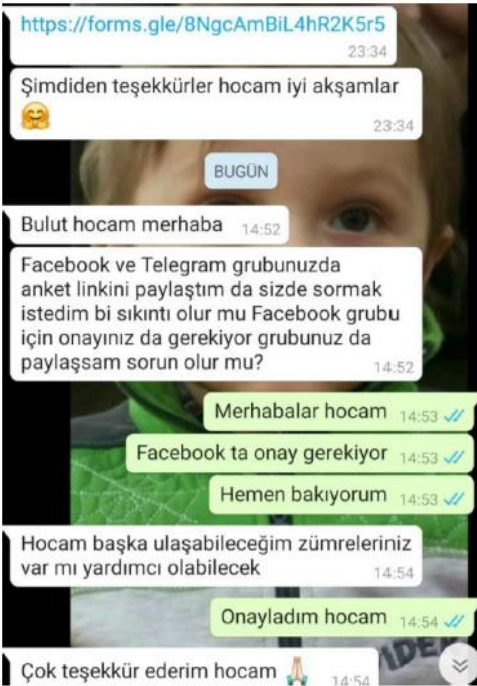 https://forms.gle/8NgcAmBiL4hR2K5r5
23:34
Şimdiden teşekkürler hocam iyi akşamlar
🤗
23:34
BUGÜN
Bulut hocam merhaba 14:52
Facebook ve Telegram grubunuzda
anket linkini paylaştım da sizde sormak
istedim bi sıkıntı olur mu Facebook grubu
için onayınız da gerekiyor grubunuz da
paylaşsam sorun olur mu?
14:52
Merhabalar hocam 14:53
Facebook ta onay gerekiyor 14:53
Hemen bakıyorum 14:53
Hocam başka ulaşabileceğim zümreleriniz
var mı yardımcı olabilecek
14:54
Onayladım hocam 14:54
Çok teşekkür ederim hocam 🙏🏻 14:54